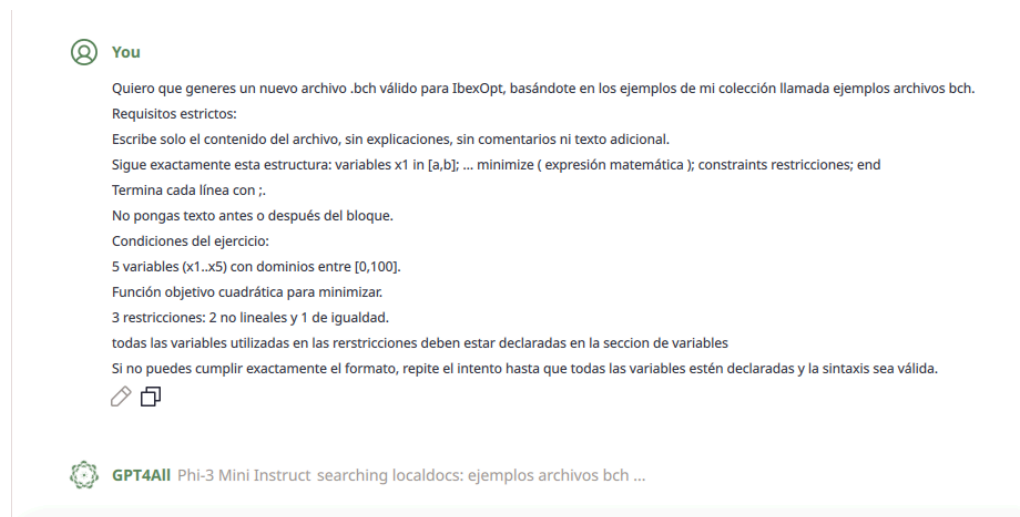 You
Quiero que generes un nuevo archivo .bch válido para IbexOpt, basándote en los ejemplos de mi colección llamada ejemplos archivos bch.
Requisitos estrictos:
Escribe solo el contenido del archivo, sin explicaciones, sin comentarios ni texto adicional.
Sigue exactamente esta estructura: variables x1 in [a,b]; ... minimize ( expresión matemática ); constraints restricciones; end
Termina cada línea con ;.
No pongas texto antes o después del bloque.
Condiciones del ejercicio:
5 variables (x1..x5) con dominios entre [0,100].
Función objetivo cuadrática para minimizar.
3 restricciones: 2 no lineales y 1 de igualdad.
todas las variables utilizadas en las rerstricciones deben estar declaradas en la seccion de variables
Si no puedes cumplir exactamente el formato, repite el intento hasta que todas las variables estén declaradas y la sintaxis sea válida.
GPT4All Phi-3 Mini Instruct searching localdocs: ejemplos archivos bch ...